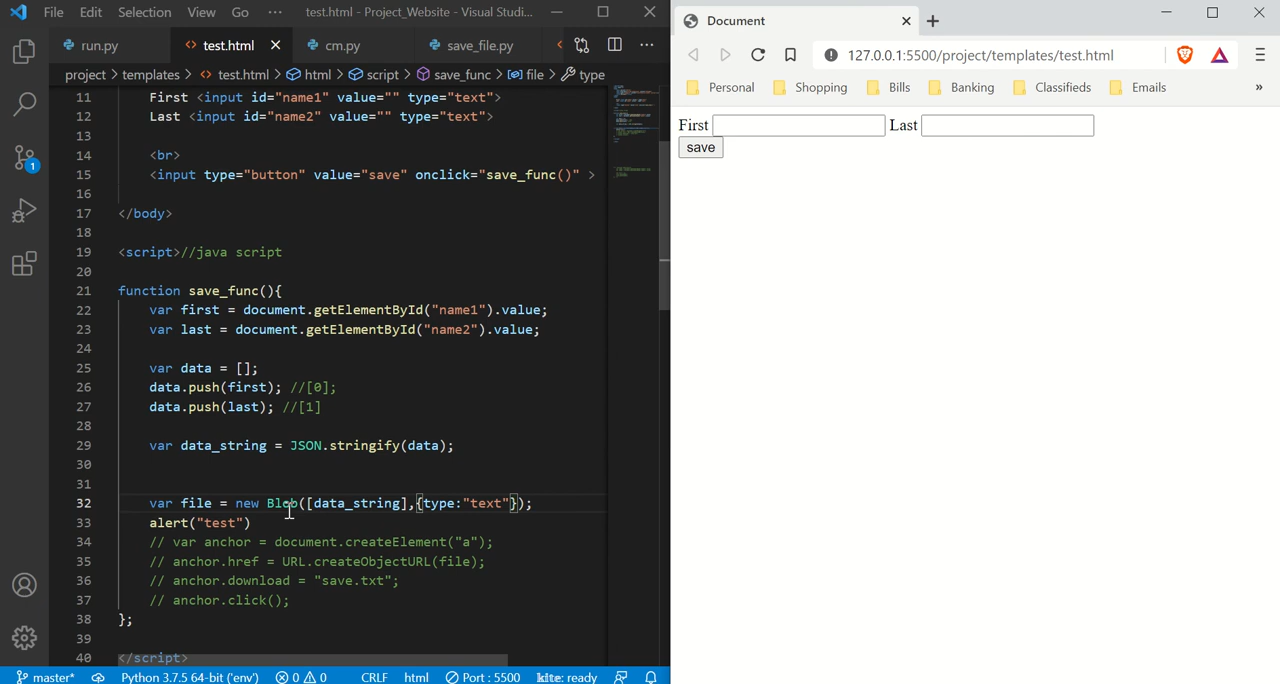 File Edit Selection View Go ··· test.html - Project_Website - Visual Studi...
run.py test.html cm.py save_file.py
project > templates > test.html > html > script > save_func > file > type
11 First <input id="name1" value="" type="text">
12 Last <input id="name2" value="" type="text">
13
14 <br>
15 <input type="button" value="save" onclick="save_func()" >
16
17 </body>
18
19 <script>//java script
20
21 function save_func(){
22 var first = document.getElementById("name1").value;
23 var last = document.getElementById("name2").value;
24
25 var data = [];
26 data.push(first); //[0];
27 data.push(last); //[1]
28
29 var data_string = JSON.stringify(data);
30
31
32 var file = new Blob([data_string],{type:"text"});
33 alert("test")
34 // var anchor = document.createElement("a");
35 // anchor.href = URL.createObjectURL(file);
36 // anchor.download = "save.txt";
37 // anchor.click();
38 };
39
40 </script>
1
master* Python 3.7.5 64-bit ('env') 0 0 CRLF html Port : 5500 kite: ready
Document
127.0.0.1:5500/project/templates/test.html
Personal Shopping Bills Banking Classifieds Emails »
First Last
save